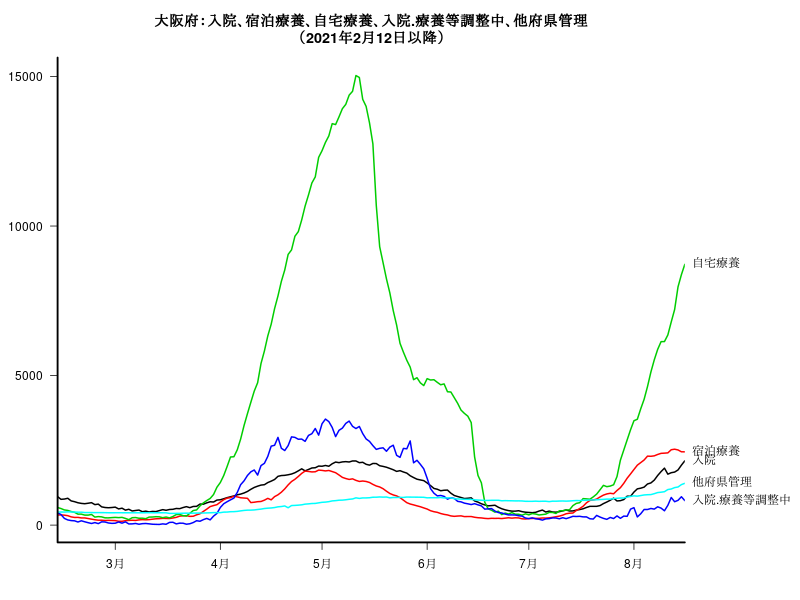 大阪府：入院、宿泊療養、自宅療養、入院.療養等調整中、他府県管理
（2021年2月12日以降）
15000
10000
5000
0
自宅療養
宿泊療養
入院
他府県管理
入院.療養等調整中
3月 4月 5月 6月 7月 8月